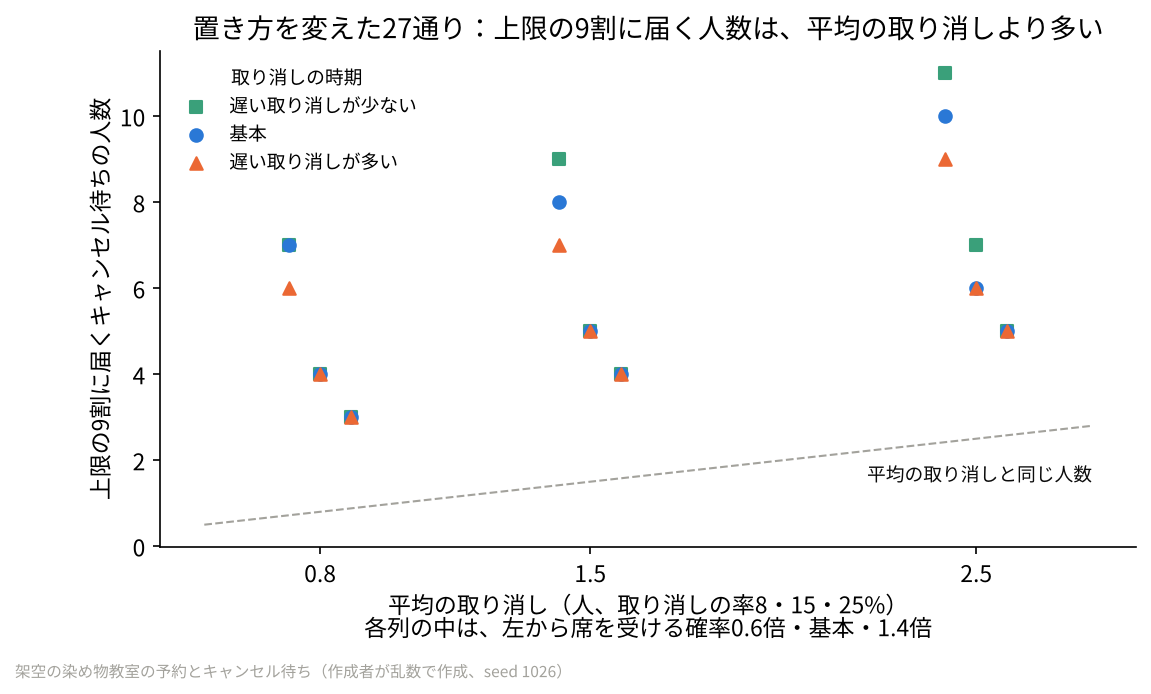 置き方を変えた27通り：上限の9割に届く人数は、平均の取り消しより多い
上限の9割に届くキャンセル待ちの人数
取り消しの時期
遅い取り消しが少ない
基本
遅い取り消しが多い
10
8
6
4
2
0
平均の取り消しと同じ人数
0.8
1.5
2.5
平均の取り消し（人、取り消しの率8・15・25%）
各列の中は、左から席を受ける確率0.6倍・基本・1.4倍
架空の染め物教室の予約とキャンセル待ち（作成者が乱数で作成、seed 1026）